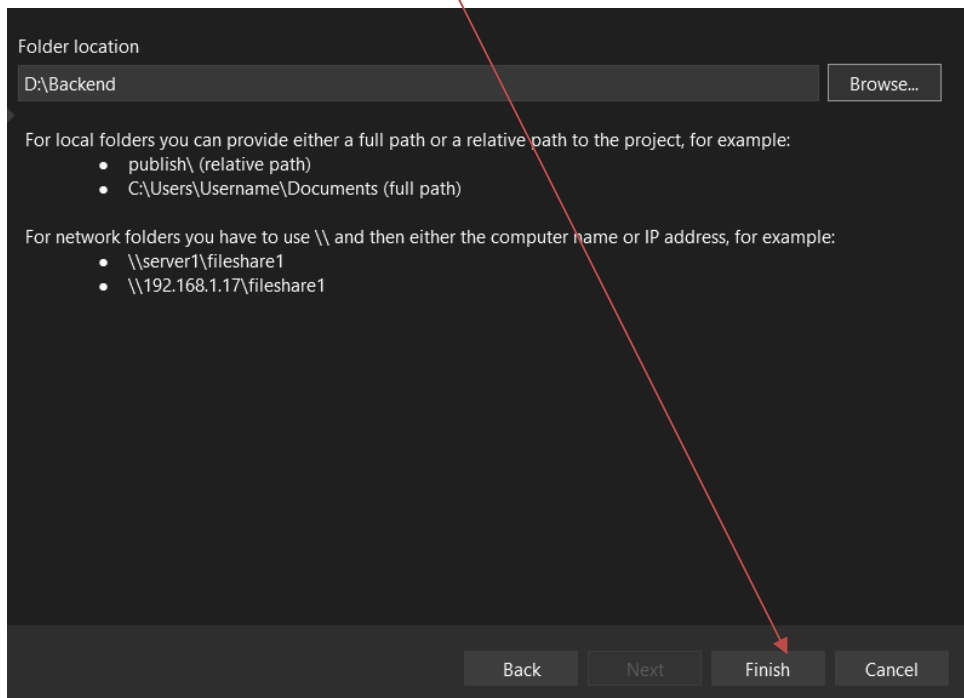 Folder location
D:\Backend
Browse...
For local folders you can provide either a full path or a relative path to the project, for example:
● publish\ (relative path)
● C:\Users\Username\Documents (full path)
For network folders you have to use \\ and then either the computer name or IP address, for example:
● \\server1\fileshare1
● \\192.168.1.17\fileshare1
Back Next Finish Cancel